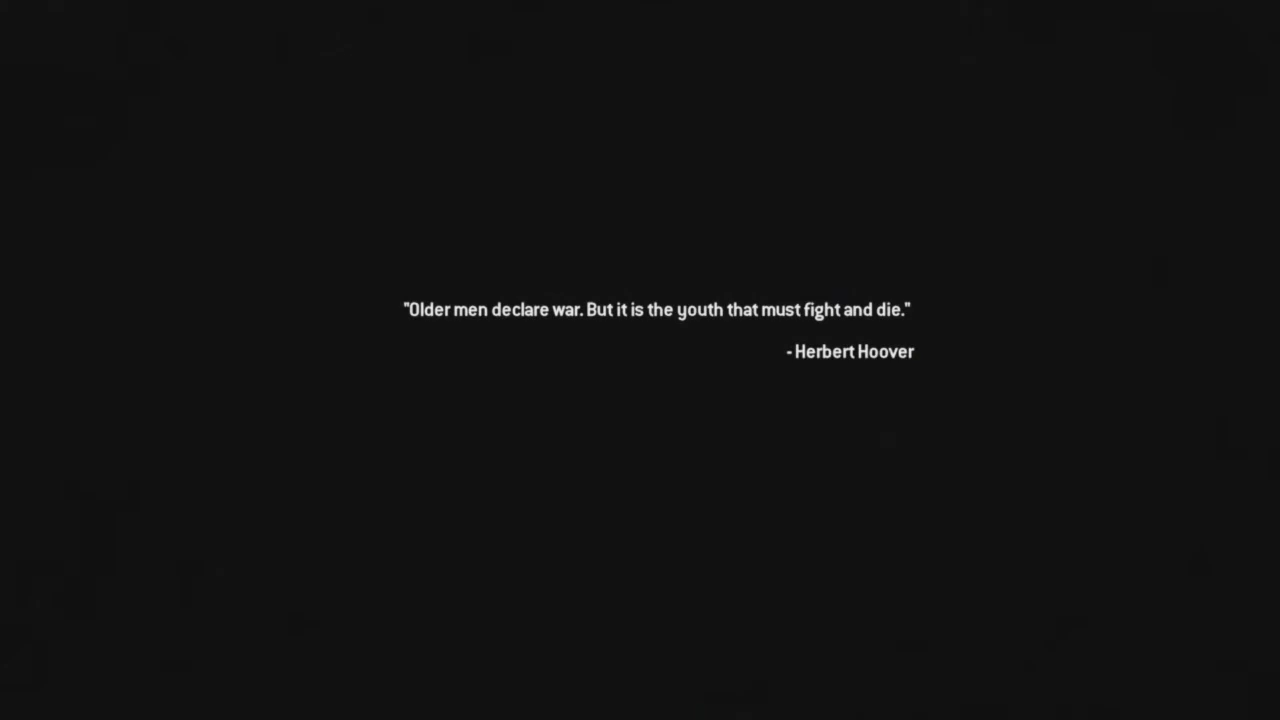 "Older men declare war. But it is the youth that must fight and die."
- Herbert Hoover